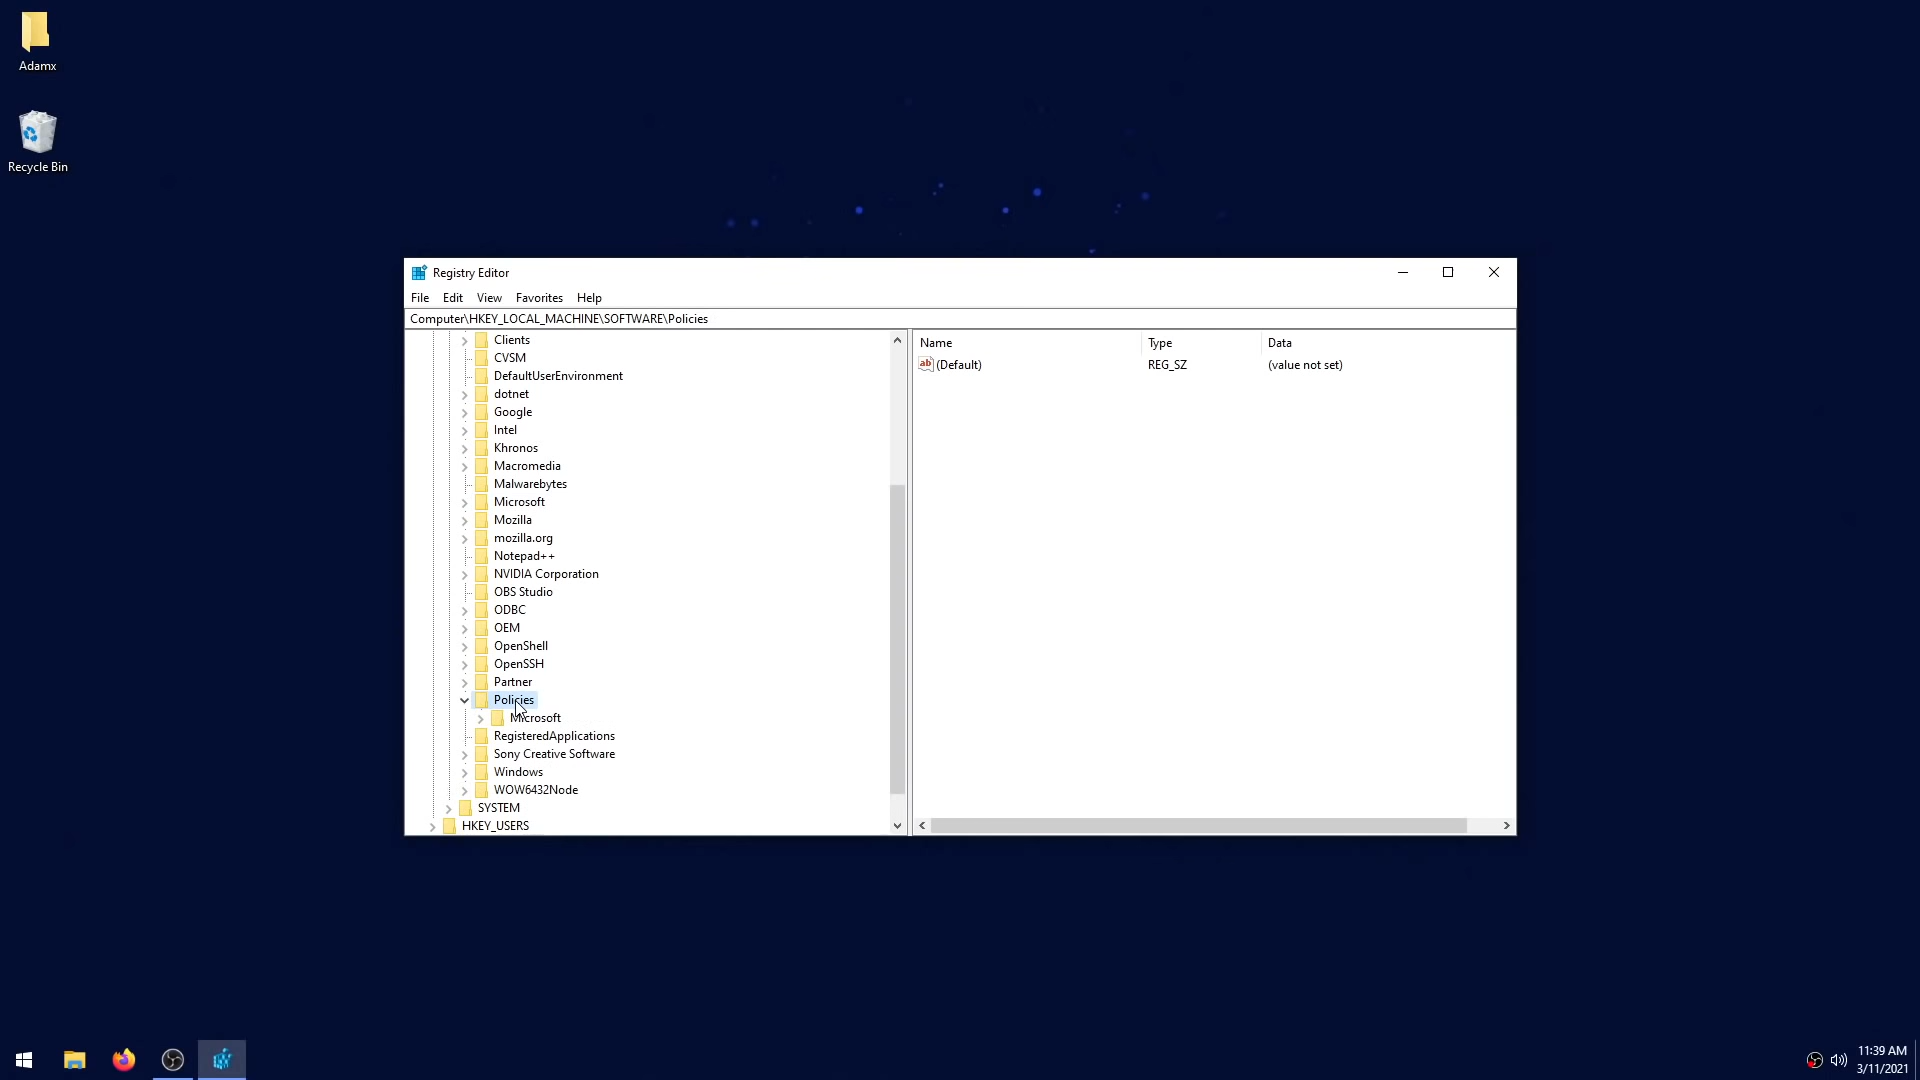 Adamx
Recycle Bin
Registry Editor
File Edit View Favorites Help
Computer\HKEY_LOCAL_MACHINE\SOFTWARE\Policies
Clients
CVSM
DefaultUserEnvironment
dotnet
Google
Intel
Khronos
Macromedia
Malwarebytes
Microsoft
Mozilla
mozilla.org
Notepad++
NVIDIA Corporation
OBS Studio
ODBC
OEM
OpenShell
OpenSSH
Partner
Policies
Microsoft
RegisteredApplications
Sony Creative Software
Windows
WOW6432Node
SYSTEM
HKEY_USERS
Name Type Data
ab (Default) REG_SZ (value not set)
11:39 AM
3/11/2021